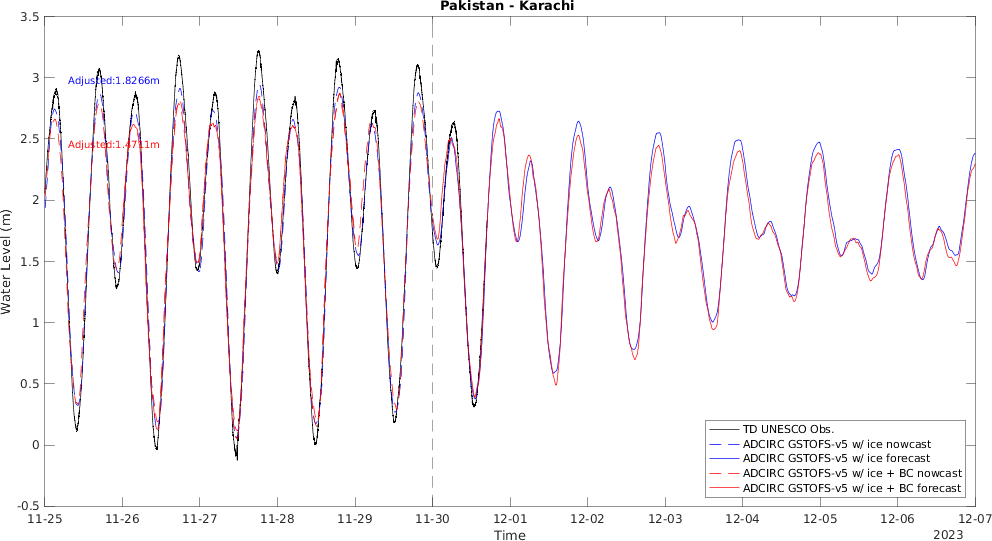 Pakistan - Karachi
3.5
3
2.5
2
1.5
1
0.5
0
-0.5
Water Level (m)
Adjusted:1.8266m
Adjusted:1.4711m
TD UNESCO Obs.
ADCIRC GSTOFS-v5 w/ ice nowcast
ADCIRC GSTOFS-v5 w/ ice forecast
ADCIRC GSTOFS-v5 w/ ice + BC nowcast
ADCIRC GSTOFS-v5 w/ ice + BC forecast
11-25 11-26 11-27 11-28 11-29 11-30 12-01 12-02 12-03 12-04 12-05 12-06 12-07
Time
2023